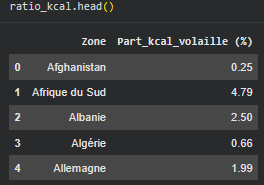 ratio_kcal.head()
Zone Part_kcal_volaille (%)
0 Afghanistan 0.25
1 Afrique du Sud 4.79
2 Albanie 2.50
3 Algérie 0.66
4 Allemagne 1.99